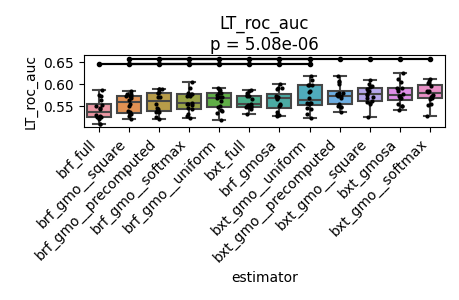 LT_roc_auc
p = 5.08e-06
LT_roc_auc
0.65
0.60
0.55
brf_full
brf_gmo__square
brf_gmo__precomputed
brf_gmo__softmax
brf_gmo__uniform
bxt_full
brf_gmosa
bxt_gmo__uniform
bxt_gmo__precomputed
bxt_gmo__square
bxt_gmosa
bxt_gmo__softmax
estimator